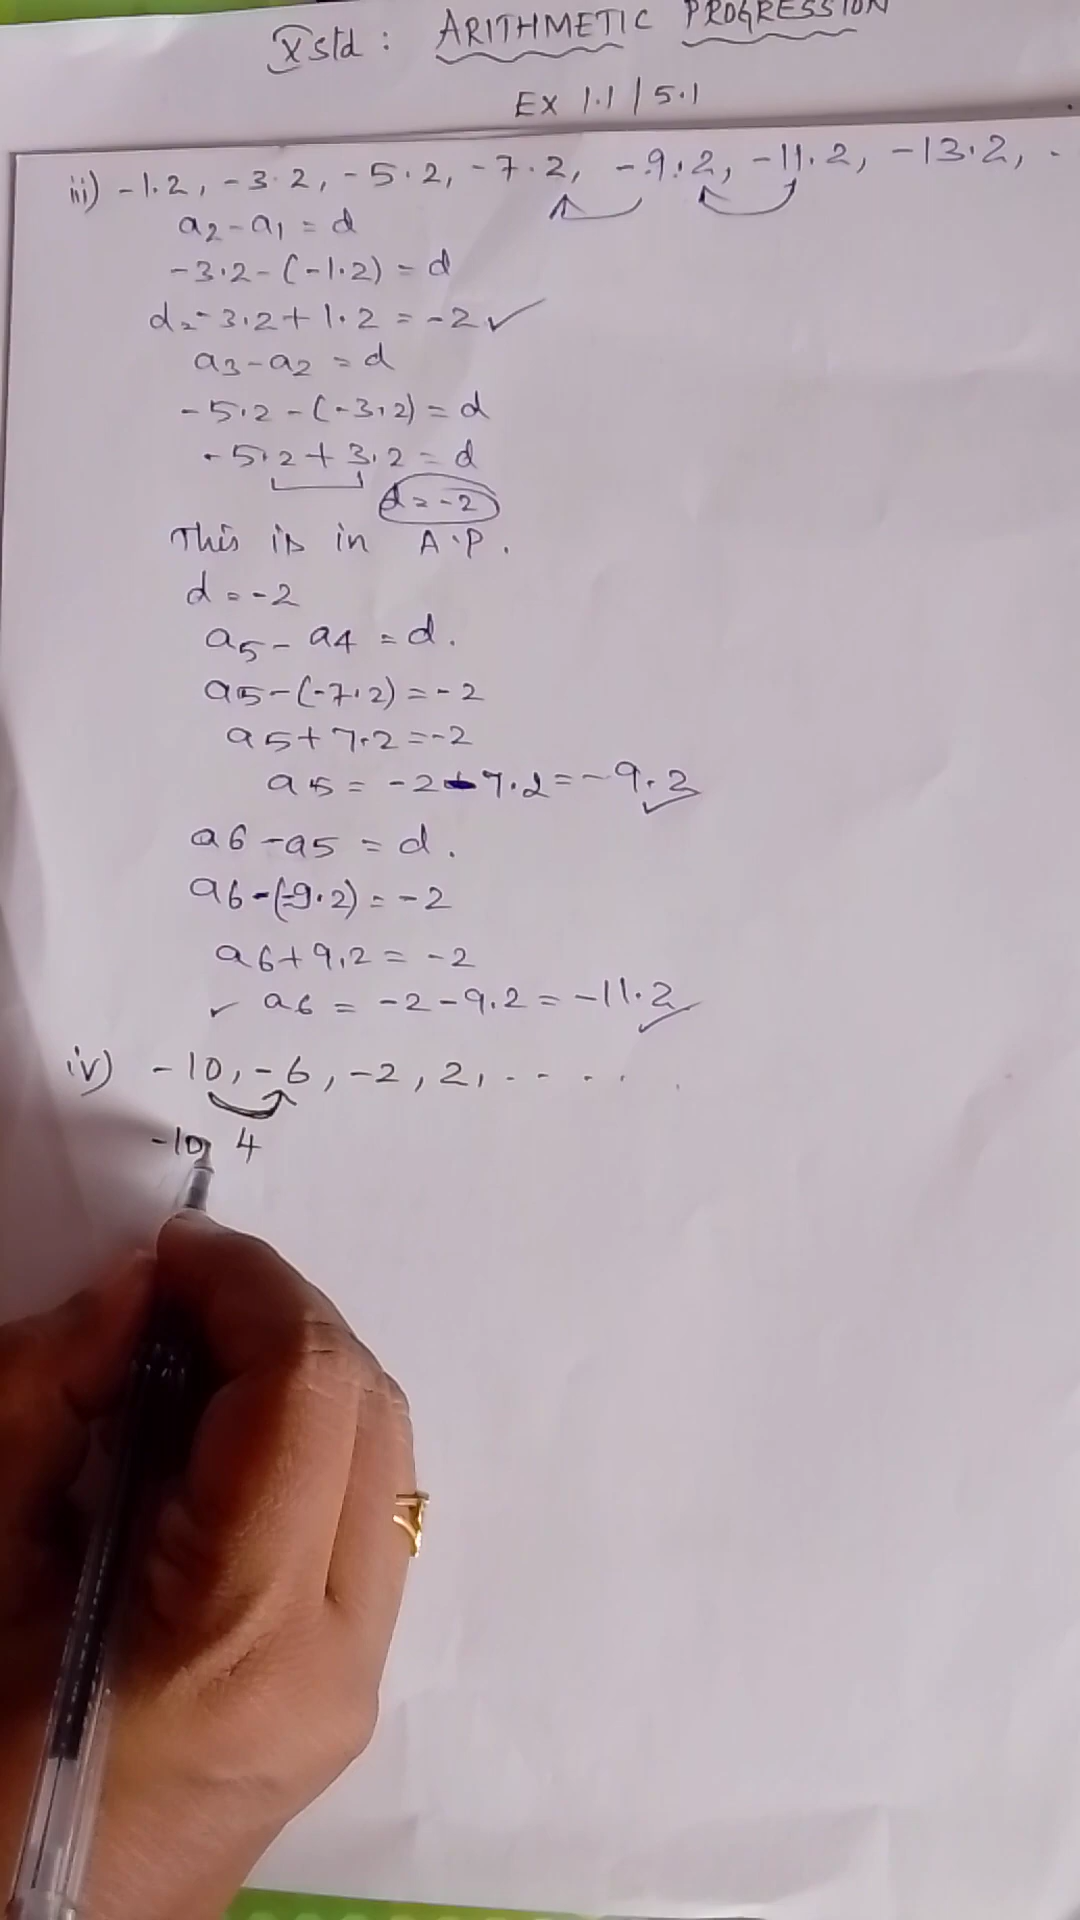 X std : ARITHMETIC PROGRESSION
EX 1.1 / 5.1
iii) -1.2, -3.2, -5.2, -7.2, -9.2, -11.2, -13.2, .
a2 - a1 = d
-3.2 - (-1.2) = d
d = -3.2 + 1.2 = -2 ✓
a3 - a2 = d
-5.2 - (-3.2) = d
-5.2 + 3.2 = d
d = -2
This is in A.P.
d = -2
a5 - a4 = d.
a5 - (-7.2) = -2
a5 + 7.2 = -2
a5 = -2 - 7.2 = -9.2
a6 - a5 = d.
a6 - (-9.2) = -2
a6 + 9.2 = -2
✓ a6 = -2 - 9.2 = -11.2
iv) -10, -6, -2, 2, . . . . .
-10 4